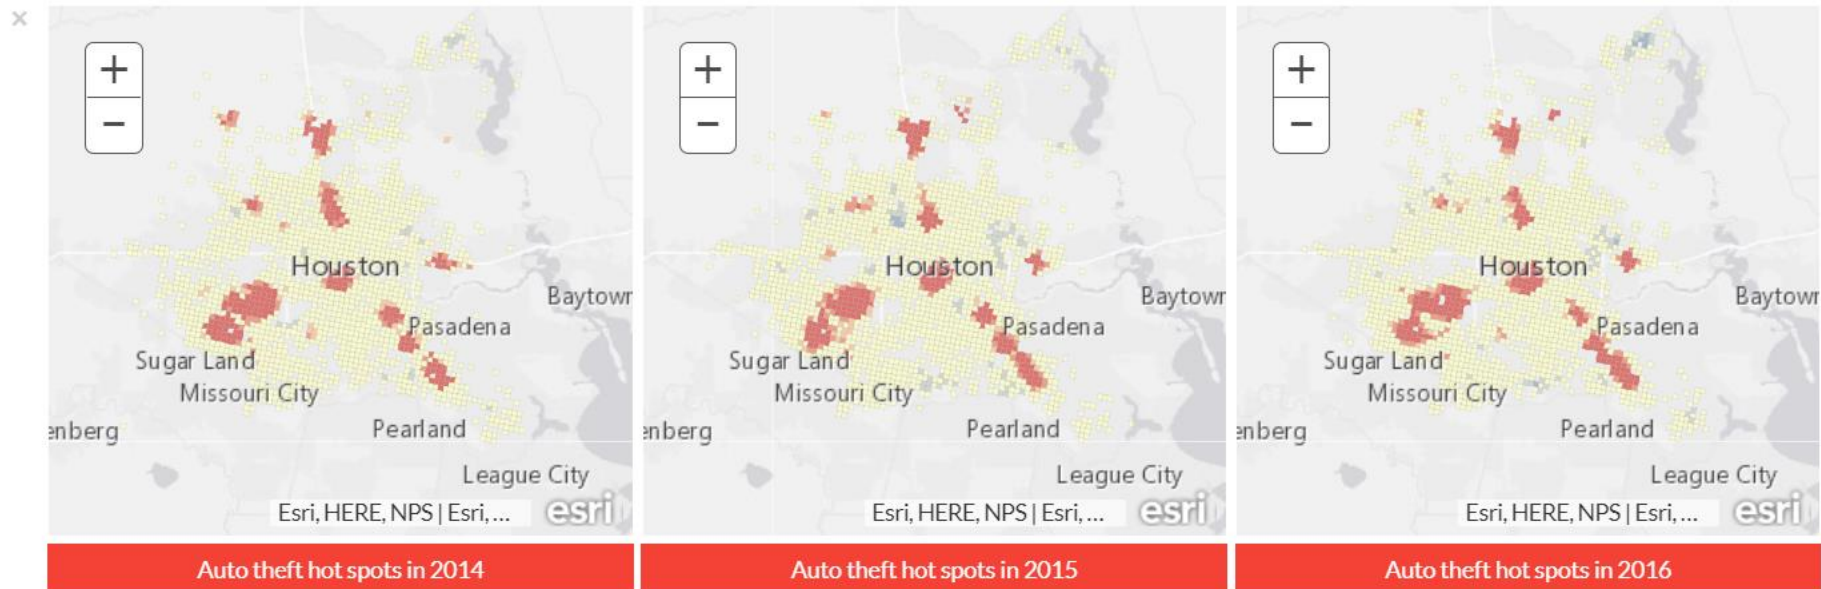 ×
+
−
Houston
Baytown
Pasadena
Sugar Land
Missouri City
enberg
Pearland
League City
Esri, HERE, NPS | Esri, ...
esri
Auto theft hot spots in 2014
+
−
Houston
Baytown
Pasadena
Sugar Land
Missouri City
enberg
Pearland
League City
Esri, HERE, NPS | Esri, ...
esri
Auto theft hot spots in 2015
+
−
Houston
Baytown
Pasadena
Sugar Land
Missouri City
enberg
Pearland
League City
Esri, HERE, NPS | Esri, ...
esri
Auto theft hot spots in 2016